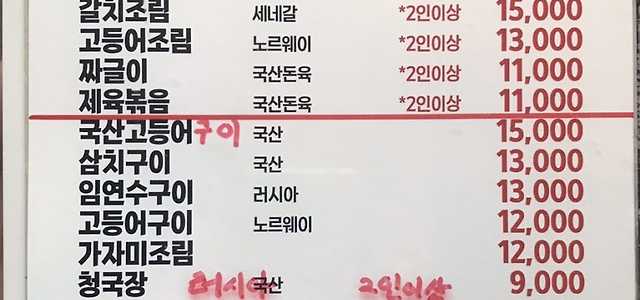 갈치조림 세네갈 *2인이상 15,000
고등어조림 노르웨이 *2인이상 13,000
짜글이 국산돈육 *2인이상 11,000
제육볶음 국산돈육 *2인이상 11,000
국산고등어구이 국산 15,000
삼치구이 국산 13,000
임연수구이 러시아 13,000
고등어구이 노르웨이 12,000
가자미조림 12,000
청국장 러시아 국산 2인이상 9,000